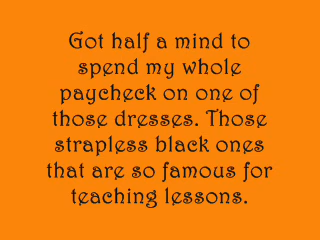 Got half a mind to
spend my whole
paycheck on one of
those dresses. Those
strapless black ones
that are so famous for
teaching lessons.